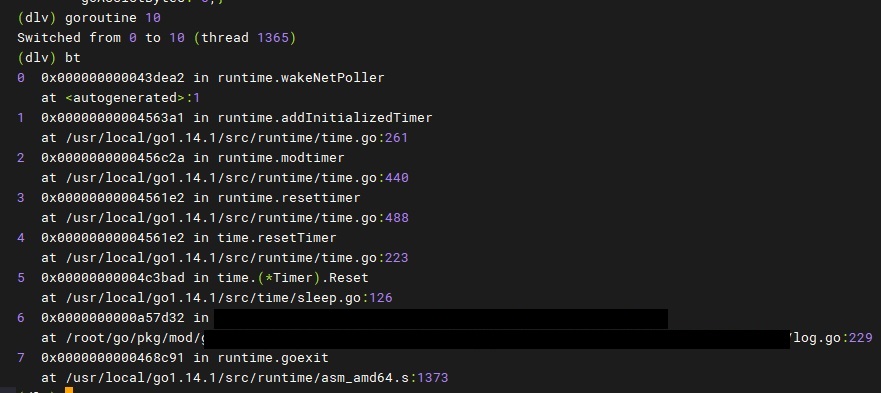 (dlv) goroutine 10
Switched from 0 to 10 (thread 1365)
(dlv) bt
0 0x000000000043dea2 in runtime.wakeNetPoller
at <autogenerated>:1
1 0x00000000004563a1 in runtime.addInitializedTimer
at /usr/local/go1.14.1/src/runtime/time.go:261
2 0x0000000000456c2a in runtime.modtimer
at /usr/local/go1.14.1/src/runtime/time.go:440
3 0x00000000004561e2 in runtime.resettimer
at /usr/local/go1.14.1/src/runtime/time.go:488
4 0x00000000004561e2 in time.resetTimer
at /usr/local/go1.14.1/src/runtime/time.go:223
5 0x00000000004c3bad in time.(*Timer).Reset
at /usr/local/go1.14.1/src/time/sleep.go:126
6 0x0000000000a57d32 in
at /root/go/pkg/mod/ /log.go:229
7 0x0000000000468c91 in runtime.goexit
at /usr/local/go1.14.1/src/runtime/asm_amd64.s:1373